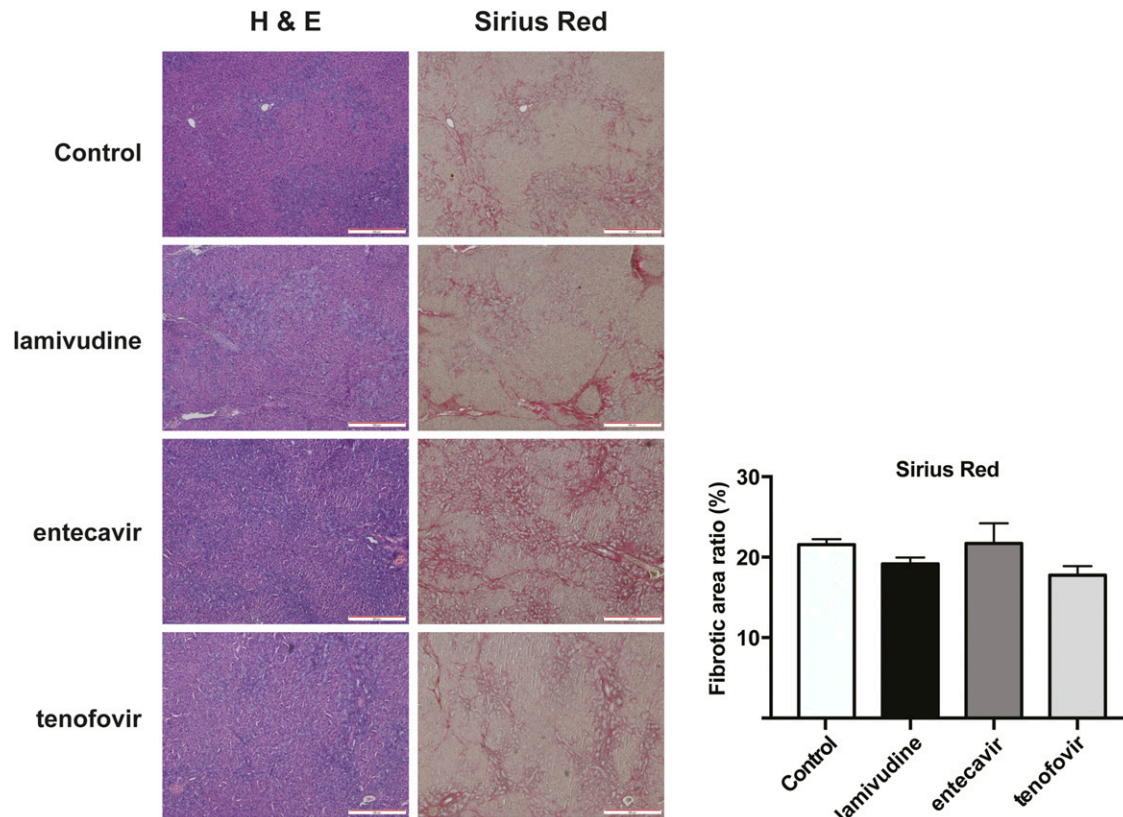 H & E
Sirius Red
Control
lamivudine
entecavir
tenofovir
Sirius Red
Fibrotic area ratio (%)
30
20
10
Control
lamivudine
entecavir
tenofovir